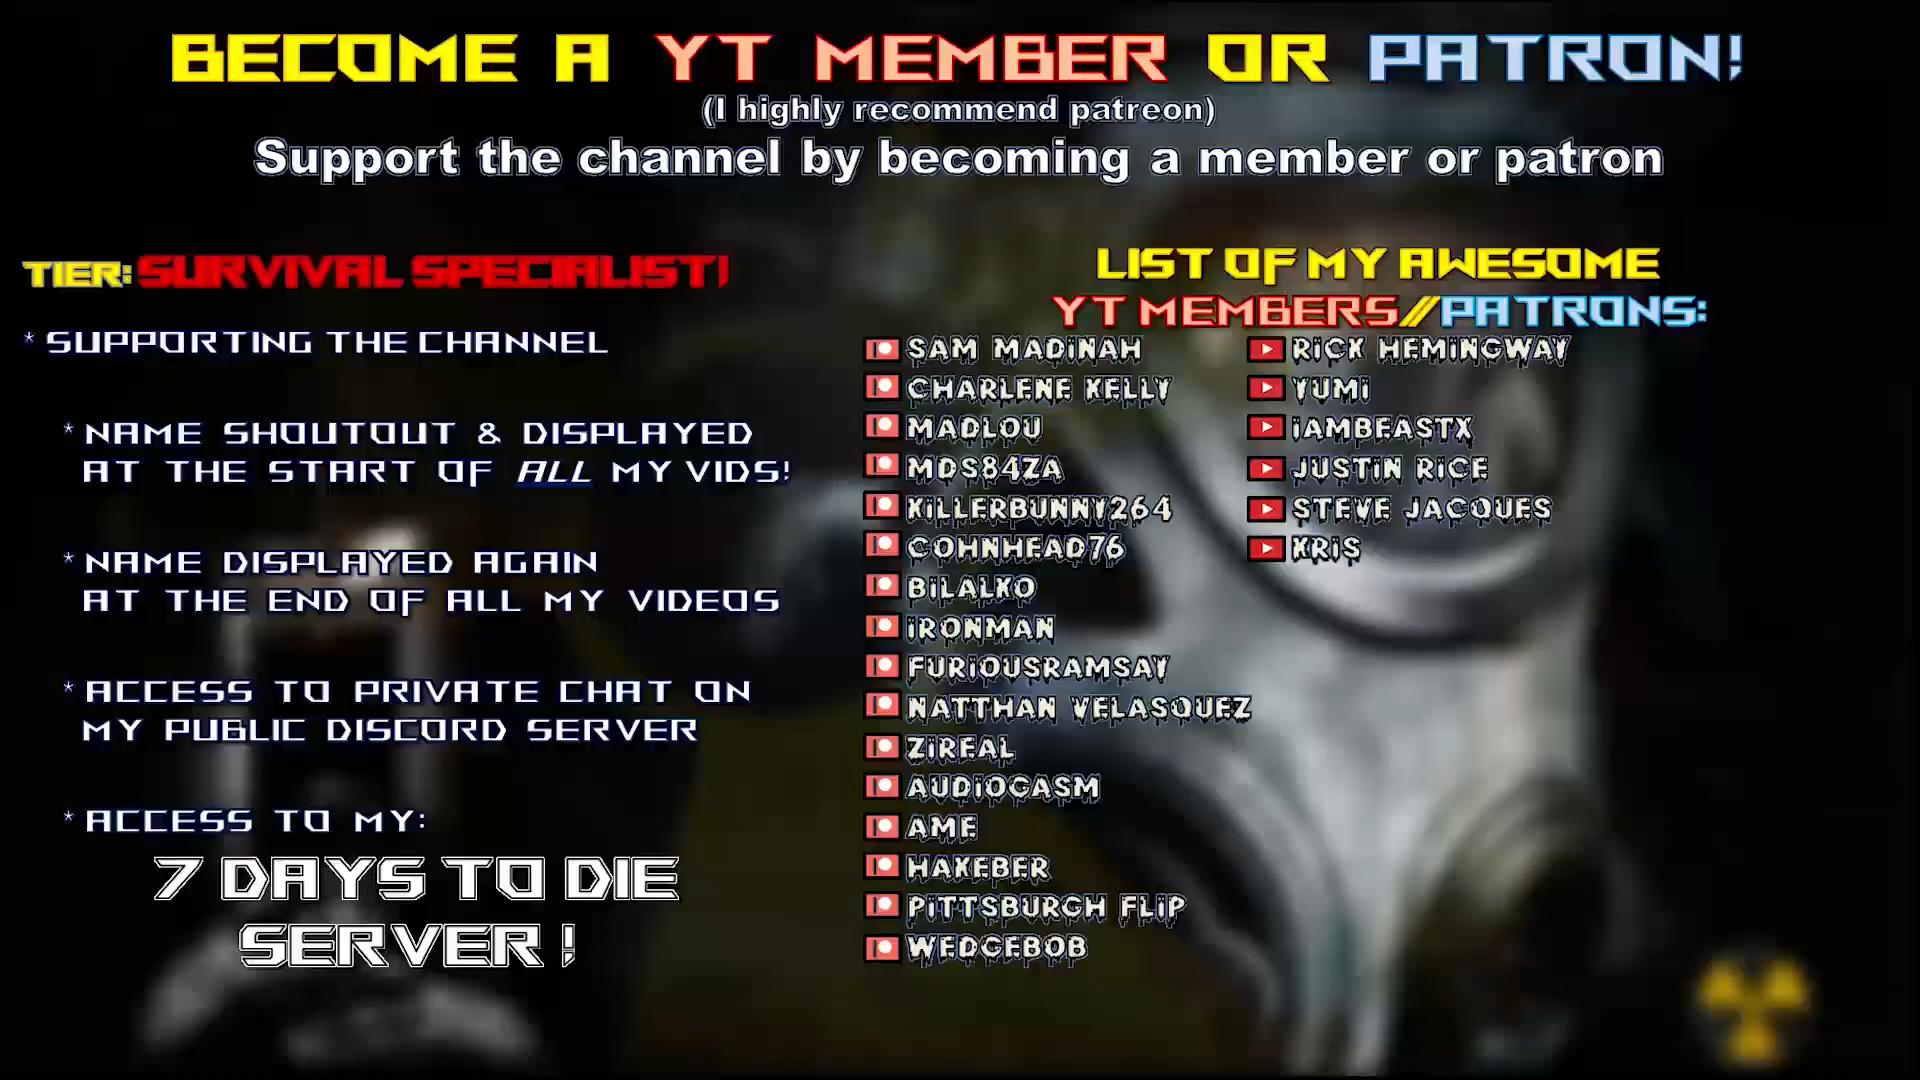 BECOME A YT MEMBER OR PATRON!
(I highly recommend patreon)
Support the channel by becoming a member or patron
TIER: SURVIVAL SPECIALIST!
* SUPPORTING THE CHANNEL
* NAME SHOUTOUT & DISPLAYED
AT THE START OF ALL MY VIDS!
* NAME DISPLAYED AGAIN
AT THE END OF ALL MY VIDEOS
* ACCESS TO PRIVATE CHAT ON
MY PUBLIC DISCORD SERVER
* ACCESS TO MY:
7 DAYS TO DIE
SERVER !
LIST OF MY AWESOME
YT MEMBERS//PATRONS:
SAM MADiNAH
CHARLENE KELLY
MADLOU
MDS84ZA
KiLLERBUNNY264
COHNHEAD76
BiLALKO
iRONMAN
FURiOUSRAMSAY
NATTHAN VELASQUEZ
ZiREAL
AUDiOGASM
AME
HAKEBER
PiTTSBURGH FLiP
WEDGEBOB
RiCK HEMiNGWAY
YUMi
iAMBEASTX
JUSTiN RiCE
STEVE JACQUES
KRiS